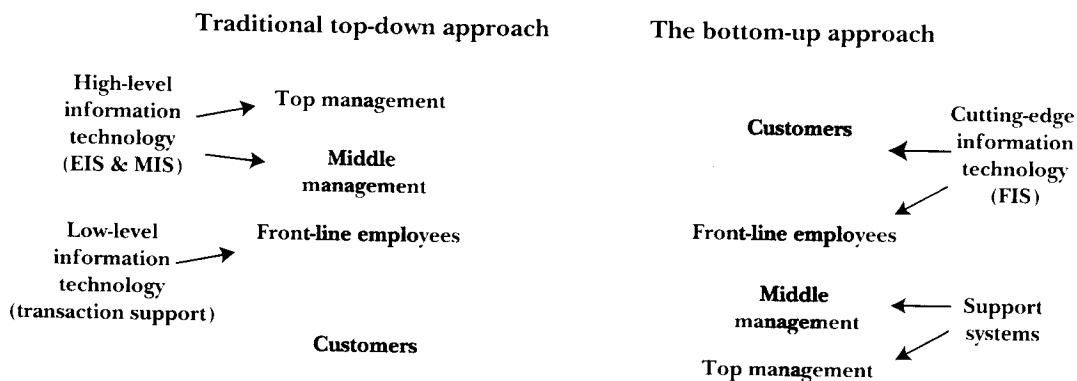 Traditional top-down approach
High-level
information
technology
(EIS & MIS)
Top management
Middle
management
Low-level
information
technology
(transaction support)
Front-line employees
Customers
The bottom-up approach
Customers
Cutting-edge
information
technology
(FIS)
Front-line employees
Middle
management
Support
systems
Top management